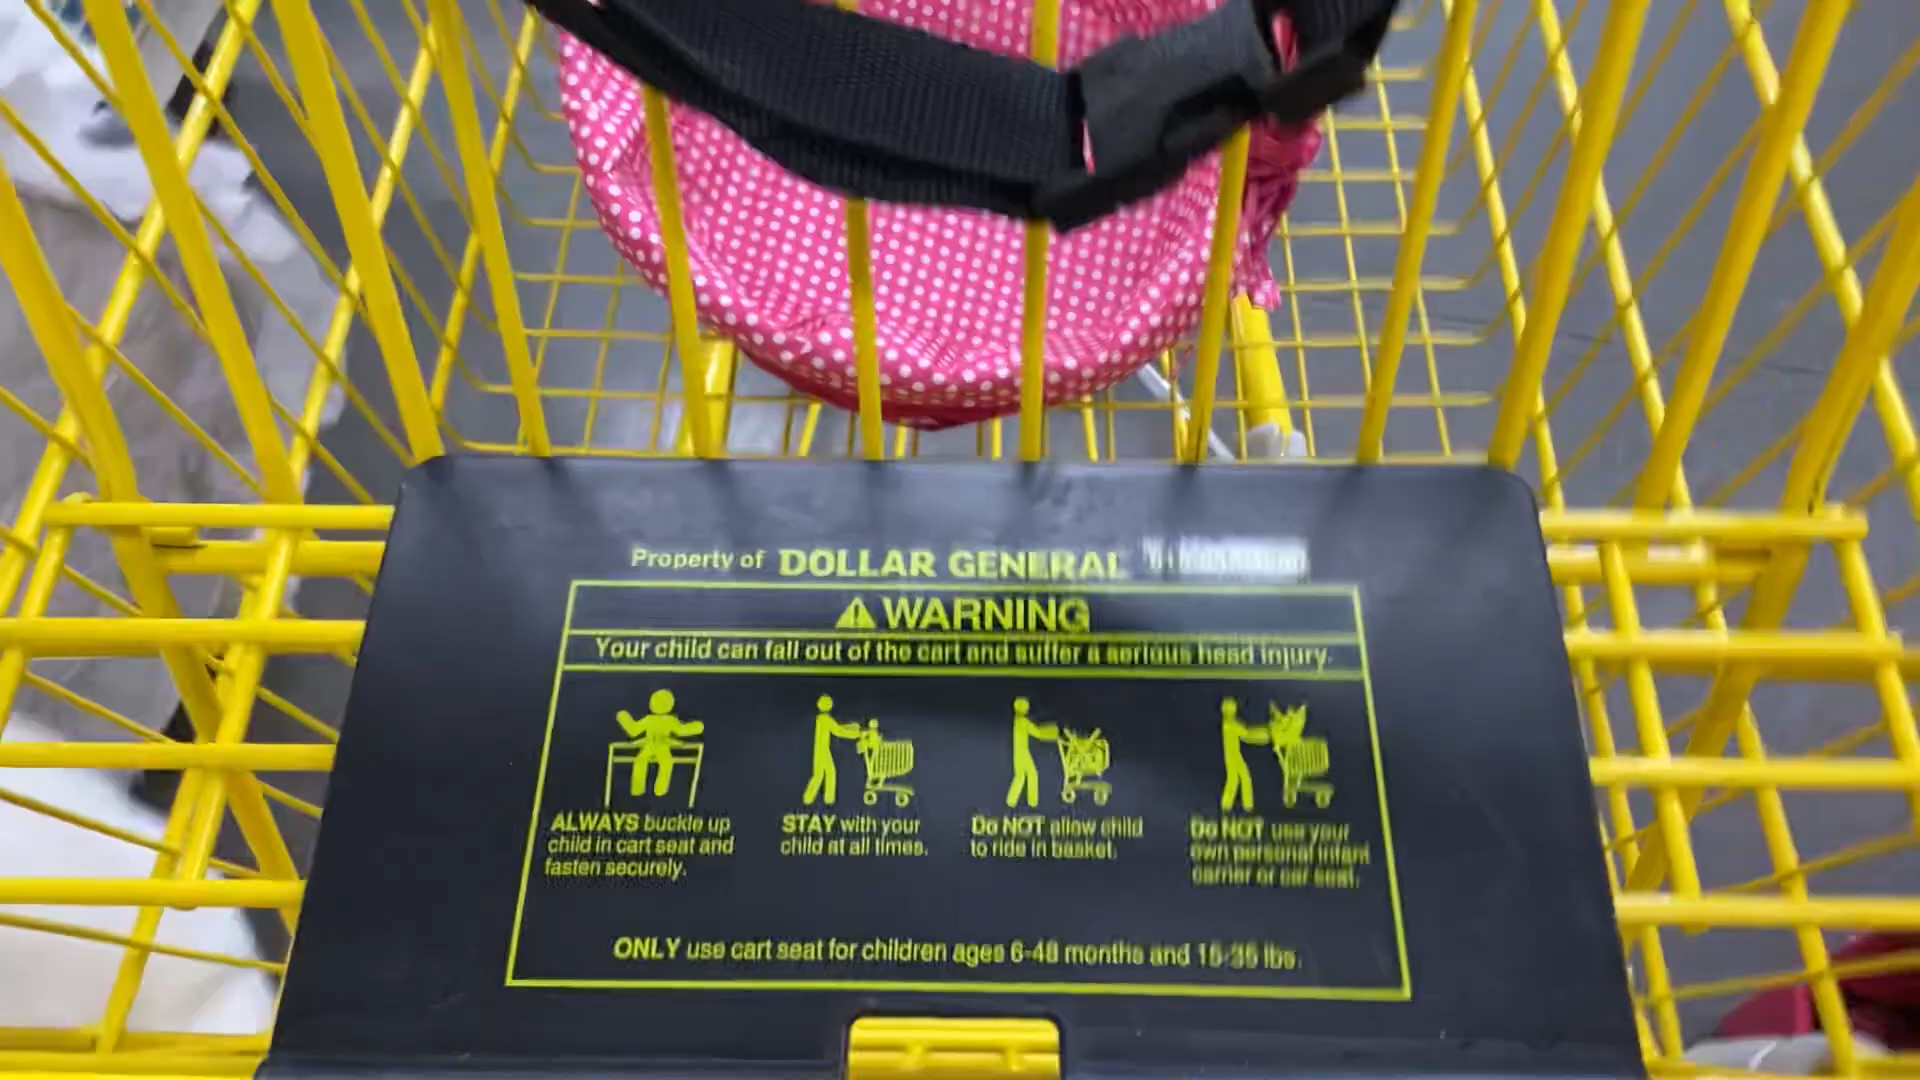 Property of DOLLAR GENERAL
WARNING
Your child can fall out of the cart and suffer a serious head injury.
ALWAYS buckle up
child in cart seat and
fasten securely.
STAY with your
child at all times.
Do NOT allow child
to ride in basket.
Do NOT use your
own personal infant
carrier or car seat.
ONLY use cart seat for children ages 6-48 months and 15-35 lbs.